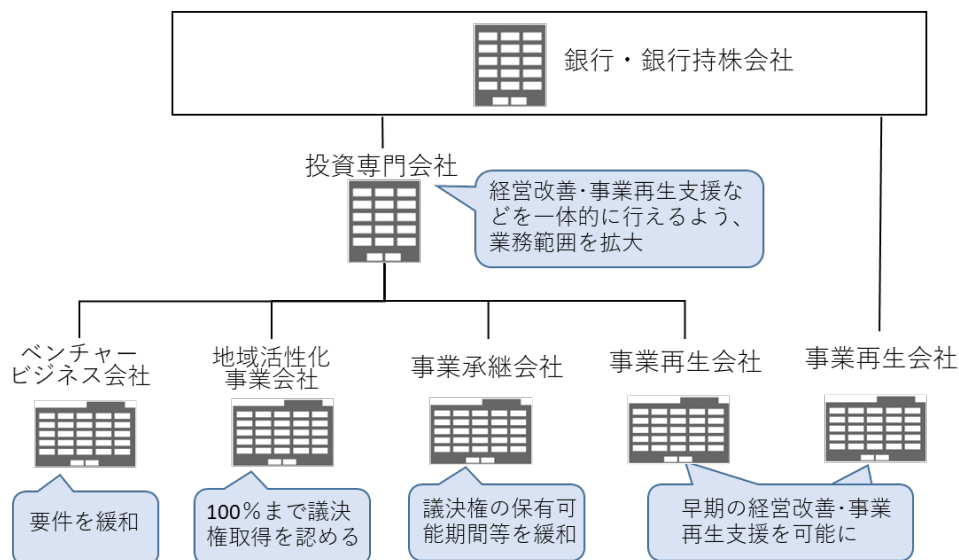 銀行・銀行持株会社
投資専門会社
経営改善･事業再生支援な
どを一体的に行えるよう、
業務範囲を拡大
ベンチャー
ビジネス会社
地域活性化
事業会社
事業承継会社
事業再生会社
事業再生会社
要件を緩和
100％まで議決
権取得を認める
議決権の保有可
能期間等を緩和
早期の経営改善･事業
再生支援を可能に